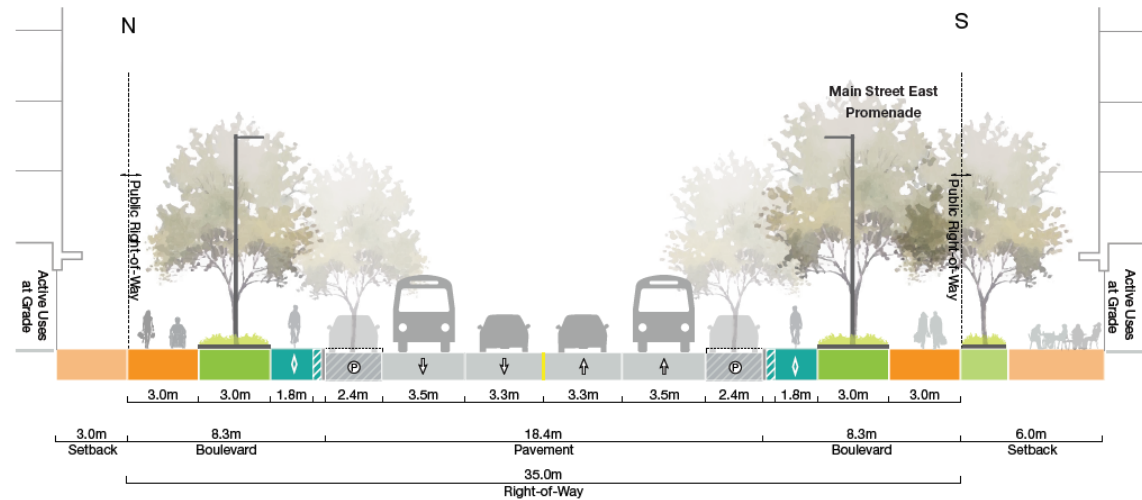 N
S
Main Street East
Promenade
Public Right-of-Way
Public Right-of-Way
Active Uses
at Grade
Active Uses
at Grade
P
P
3.0m 3.0m 1.8m 2.4m 3.5m 3.3m 3.3m 3.5m 2.4m 1.8m 3.0m 3.0m
3.0m 8.3m 18.4m 8.3m 6.0m
Setback Boulevard Pavement Boulevard Setback
35.0m
Right-of-Way